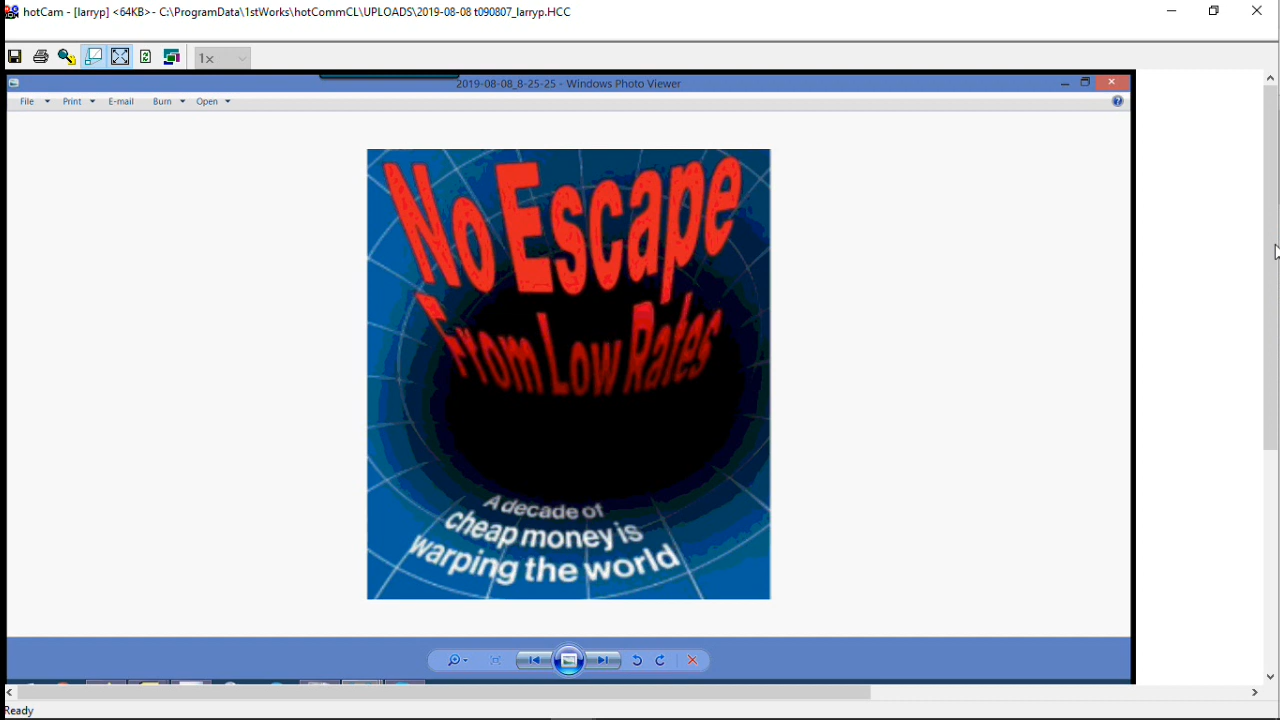 hotCam - [larryp] <64KB>- C:\ProgramData\1stWorks\hotCommCL\UPLOADS\2019-08-08 t090807_larryp.HCC
1x
2019-08-08_8-25-25 - Windows Photo Viewer
File Print E-mail Burn Open
No Escape
From Low Rates
A decade of
cheap money is
warping the world
Ready